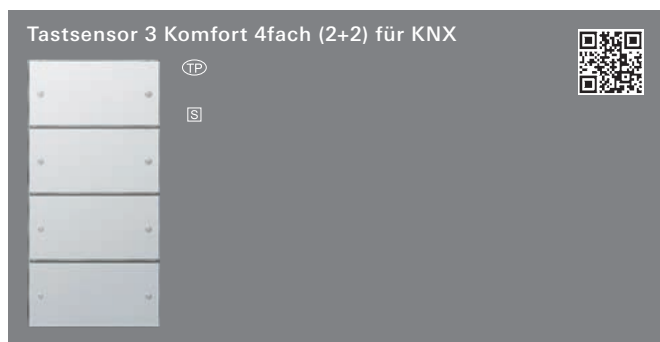 Tastsensor 3 Komfort 4fach (2+2) für KNX
TP
S